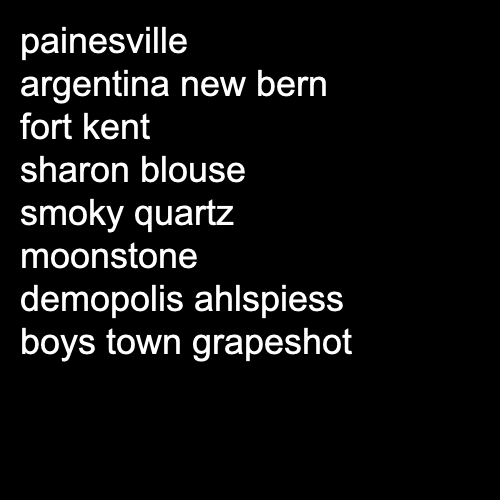 painesville
argentina new bern
fort kent
sharon blouse
smoky quartz
moonstone
demopolis ahlspiess
boys town grapeshot